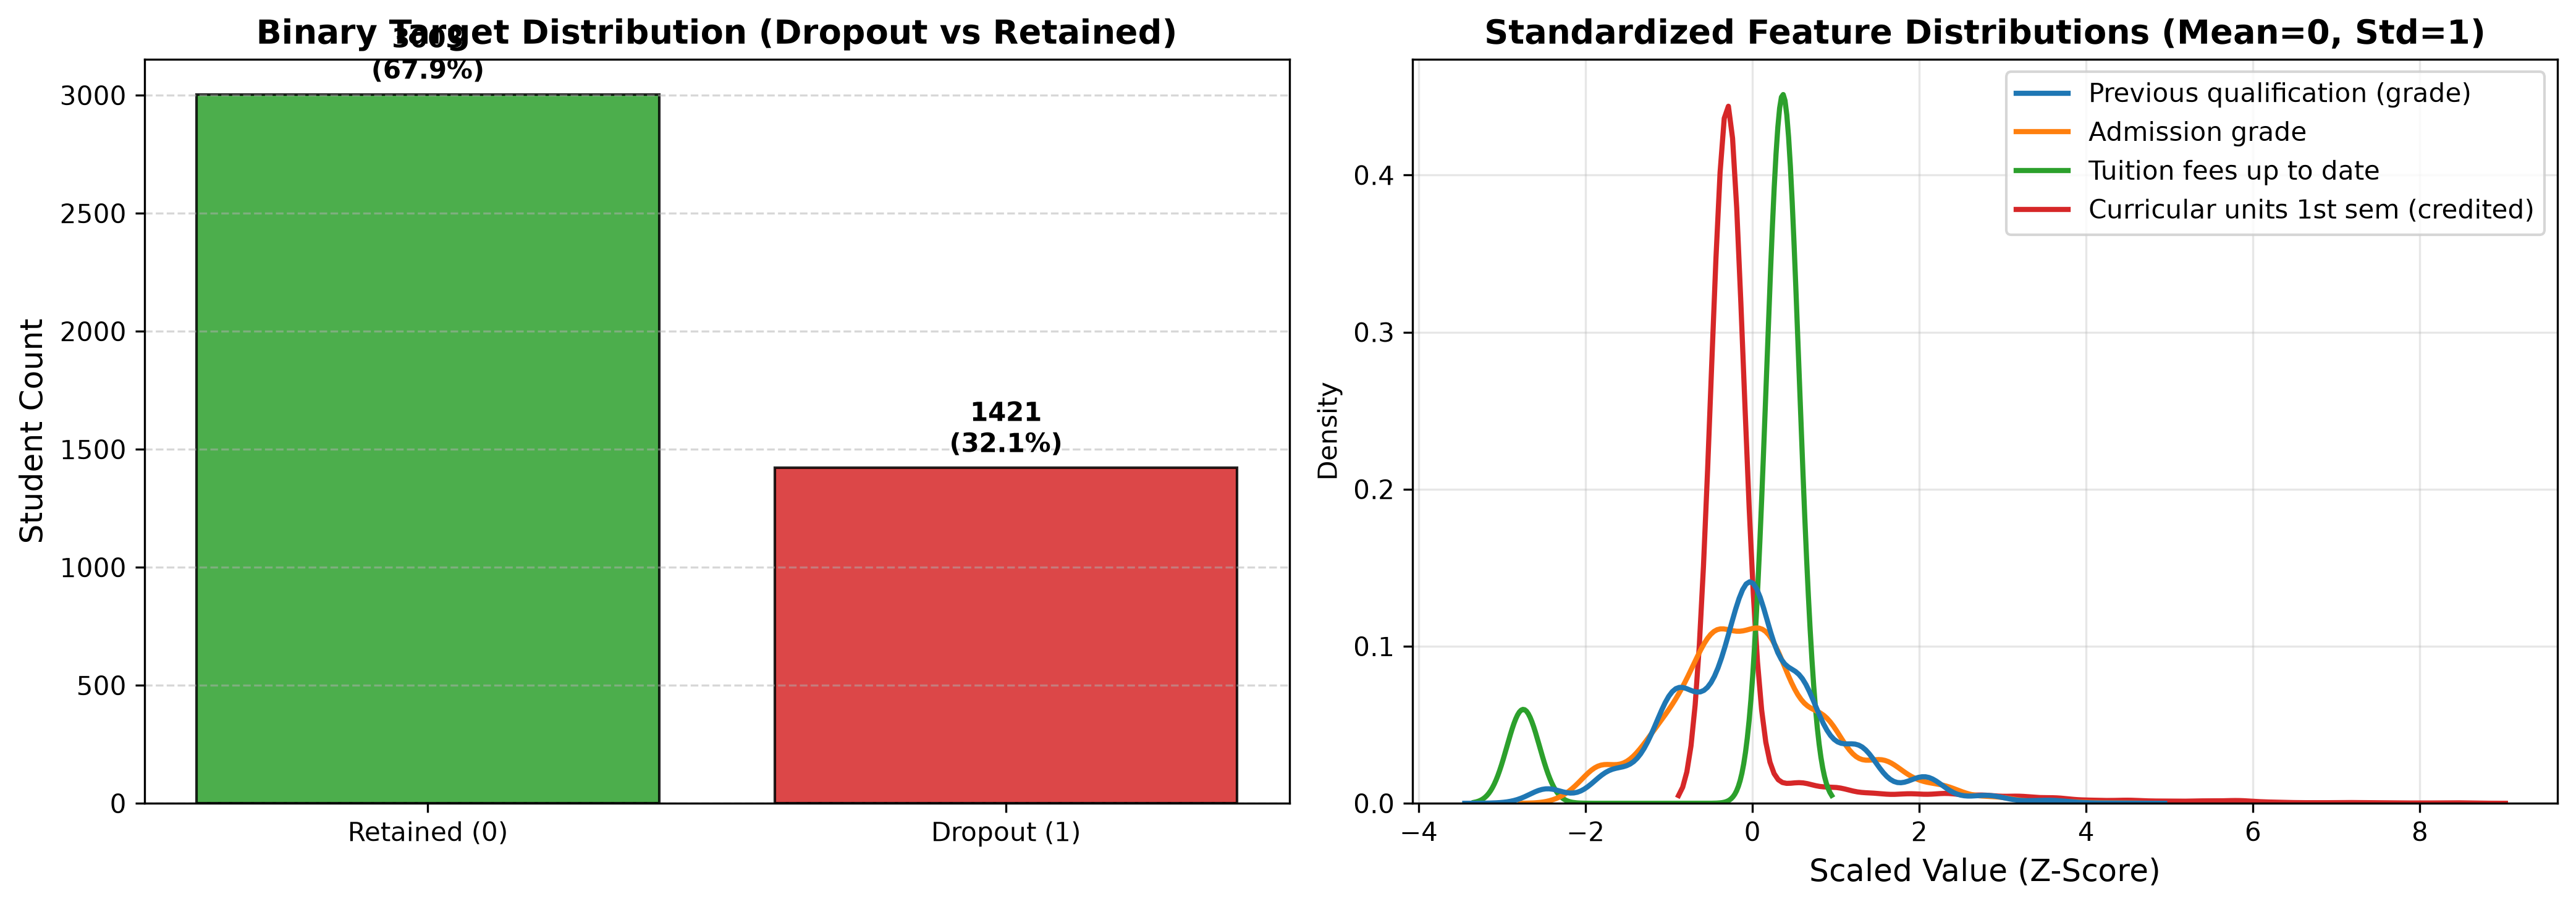 Binary Target Distribution (Dropout vs Retained)
3003
(67.9%)
1421
(32.1%)
Student Count
3000
2500
2000
1500
1000
500
0
Retained (0)
Dropout (1)
Standardized Feature Distributions (Mean=0, Std=1)
Previous qualification (grade)
Admission grade
Tuition fees up to date
Curricular units 1st sem (credited)
Density
0.4
0.3
0.2
0.1
0.0
−4
−2
0
2
4
6
8
Scaled Value (Z-Score)